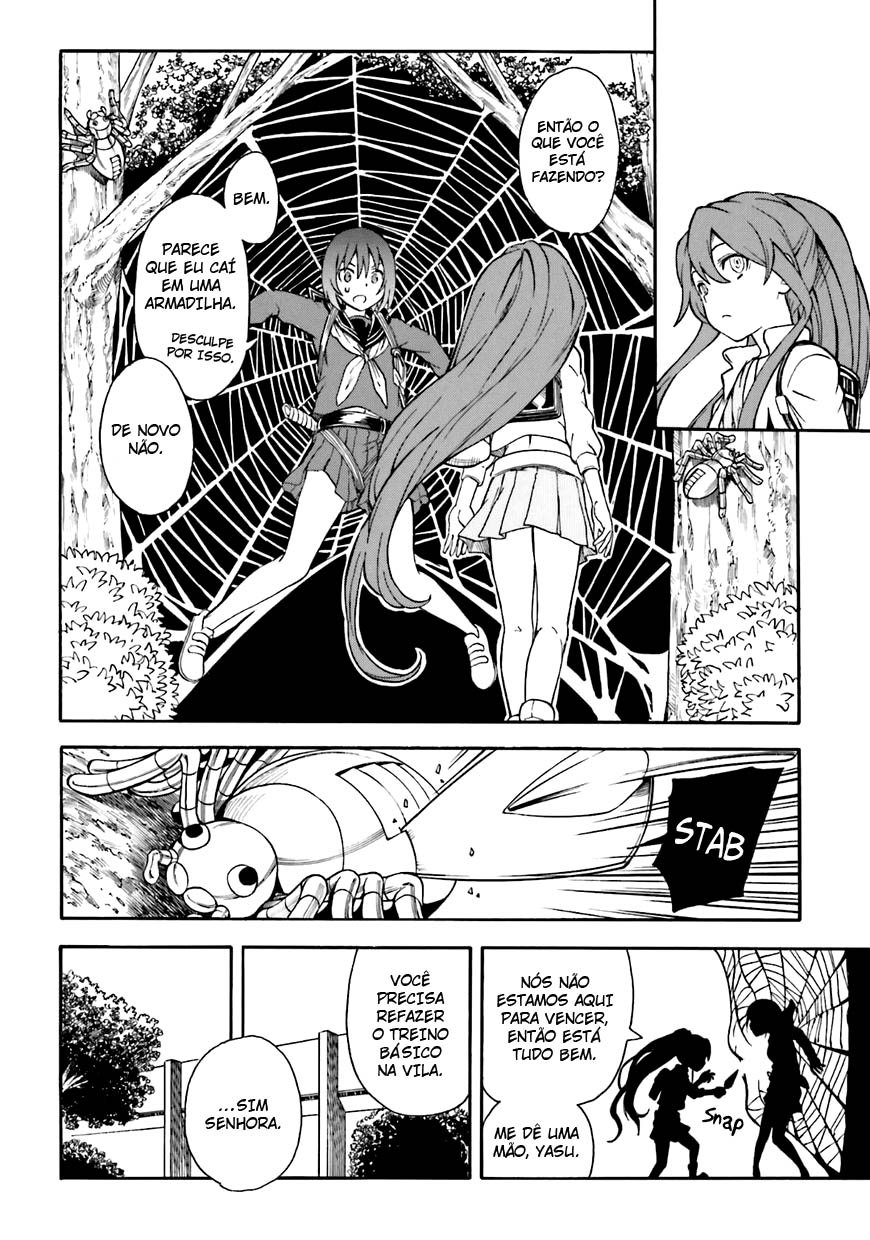 ENTÃO O
QUE VOCÊ
ESTÁ
FAZENDO?
BEM.
PARECE
QUE EU CAÍ
EM UMA
ARMADILHA.
DESCULPE
POR ISSO.
DE NOVO
NÃO.
STAB
NÓS NÃO
ESTAMOS AQUI
PARA VENCER,
ENTÃO ESTÁ
TUDO BEM.
ME DÊ UMA
MÃO, YASU.
Snap
VOCÊ
PRECISA
REFAZER
O TREINO
BÁSICO
NA VILA.
...SIM
SENHORA.